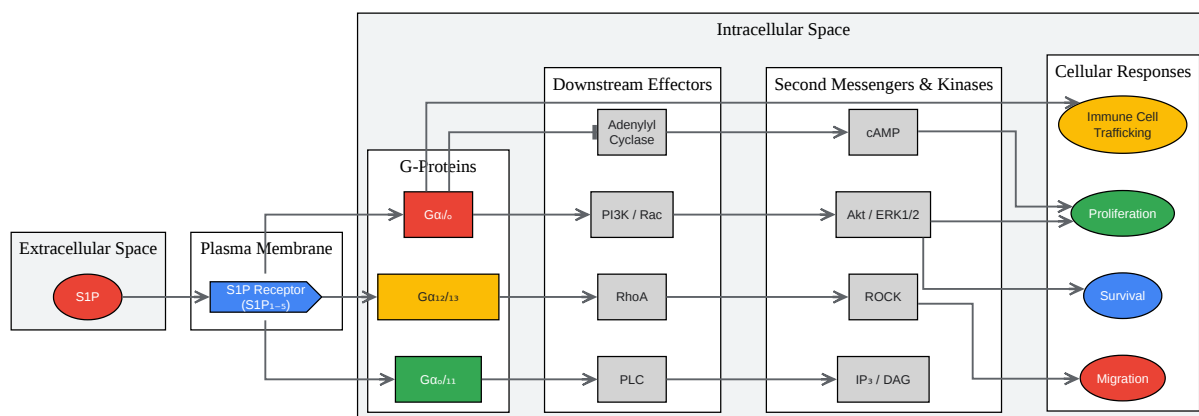 Intracellular Space
Downstream Effectors
Second Messengers & Kinases
Cellular Responses
Adenylyl
Cyclase
cAMP
Immune Cell
Trafficking
G-Proteins
Gαᵢ/ₒ
PI3K / Rac
Akt / ERK1/2
Proliferation
Extracellular Space
Plasma Membrane
S1P
S1P Receptor
(S1P₁₋₅)
Gα₁₂/₁₃
RhoA
ROCK
Survival
Gαₒ/₁₁
PLC
IP₃ / DAG
Migration